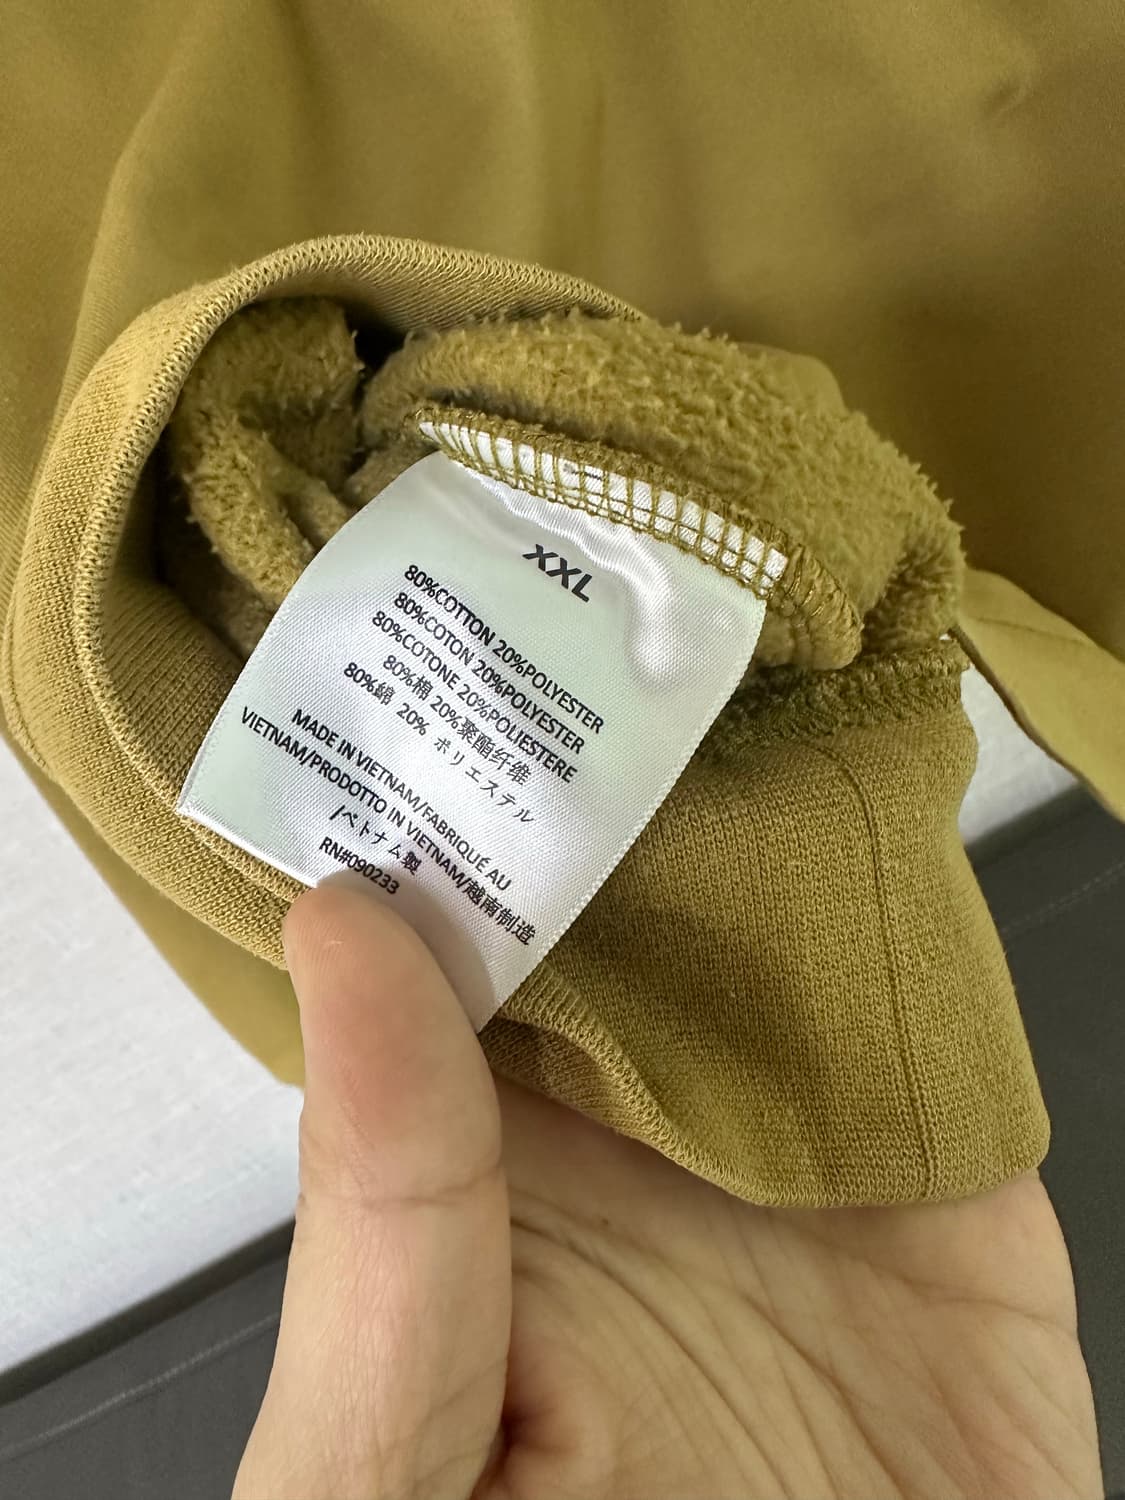 XXL
80%COTTON 20%POLYESTER
80%COTON 20%POLYESTER
80%COTONE 20%POLIESTERE
80%棉 20%聚酯纤维
80%綿 20% ポリエステル
MADE IN VIETNAM/FABRIQUÉ AU
VIETNAM/PRODOTTO IN VIETNAM/越南制造
/ベトナム製
RN#090233